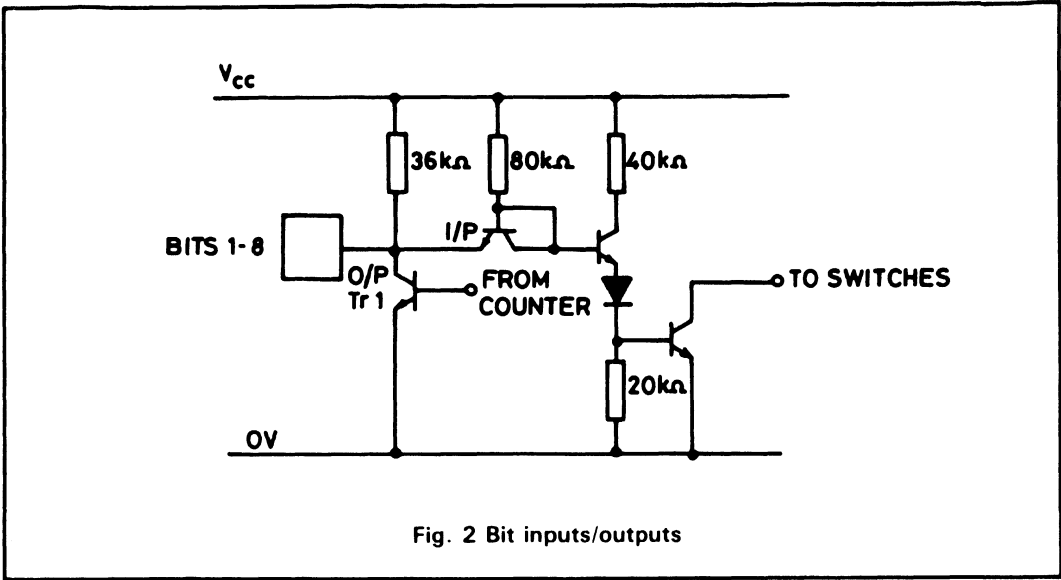 Vcc
36kΩ
80kΩ
40kΩ
I/P
BITS 1-8
O/P
Tr 1
FROM
COUNTER
TO SWITCHES
20kΩ
OV
Fig. 2 Bit inputs/outputs